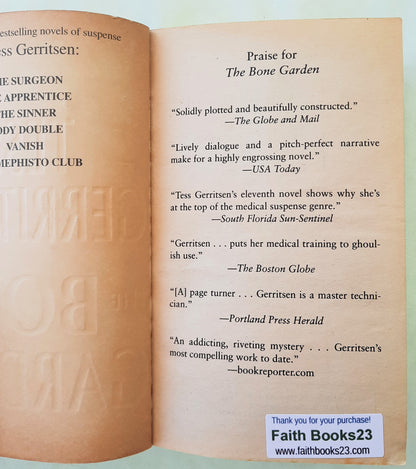 estselling novels of suspense
ess Gerritsen:
HE SURGEON
E APPRENTICE
THE SINNER
ODY DOUBLE
VANISH
MEPHISTO CLUB
Praise for
The Bone Garden
“Solidly plotted and beautifully constructed.”
—The Globe and Mail
“Lively dialogue and a pitch-perfect narrative
make for a highly engrossing novel.”
—USA Today
“Tess Gerritsen’s eleventh novel shows why she’s
at the top of the medical suspense genre.”
—South Florida Sun-Sentinel
“Gerritsen . . . puts her medical training to ghoul-
ish use.”
—The Boston Globe
“[A] page turner . . . Gerritsen is a master techni-
cian.”
—Portland Press Herald
“An addicting, riveting mystery . . . Gerritsen’s
most compelling work to date.”
—bookreporter.com
Thank you for your purchase!
Faith Books23
www.faithbooks23.com